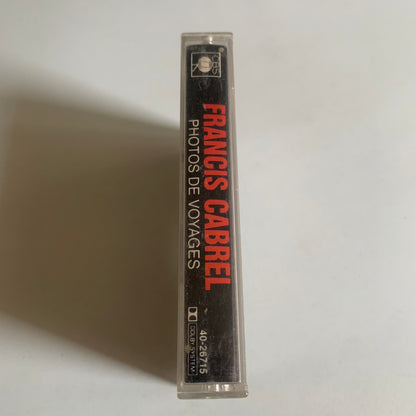 CBS
FRANCIS CABREL
PHOTOS DE VOYAGES
40-26715
DOLBY SYSTEM